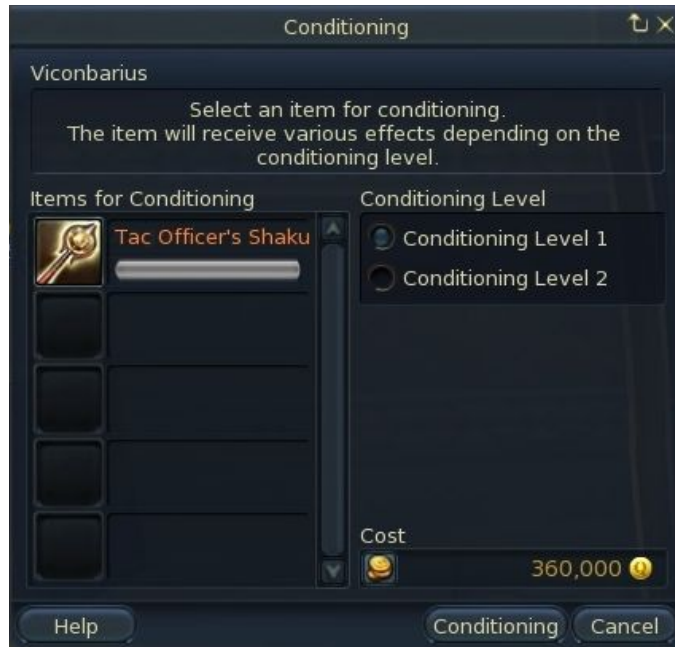 Conditioning
Viconbarius
Select an item for conditioning.
The item will receive various effects depending on the
conditioning level.
Items for Conditioning
Tac Officer's Shaku
Conditioning Level
Conditioning Level 1
Conditioning Level 2
Cost
360,000
Help
Conditioning
Cancel